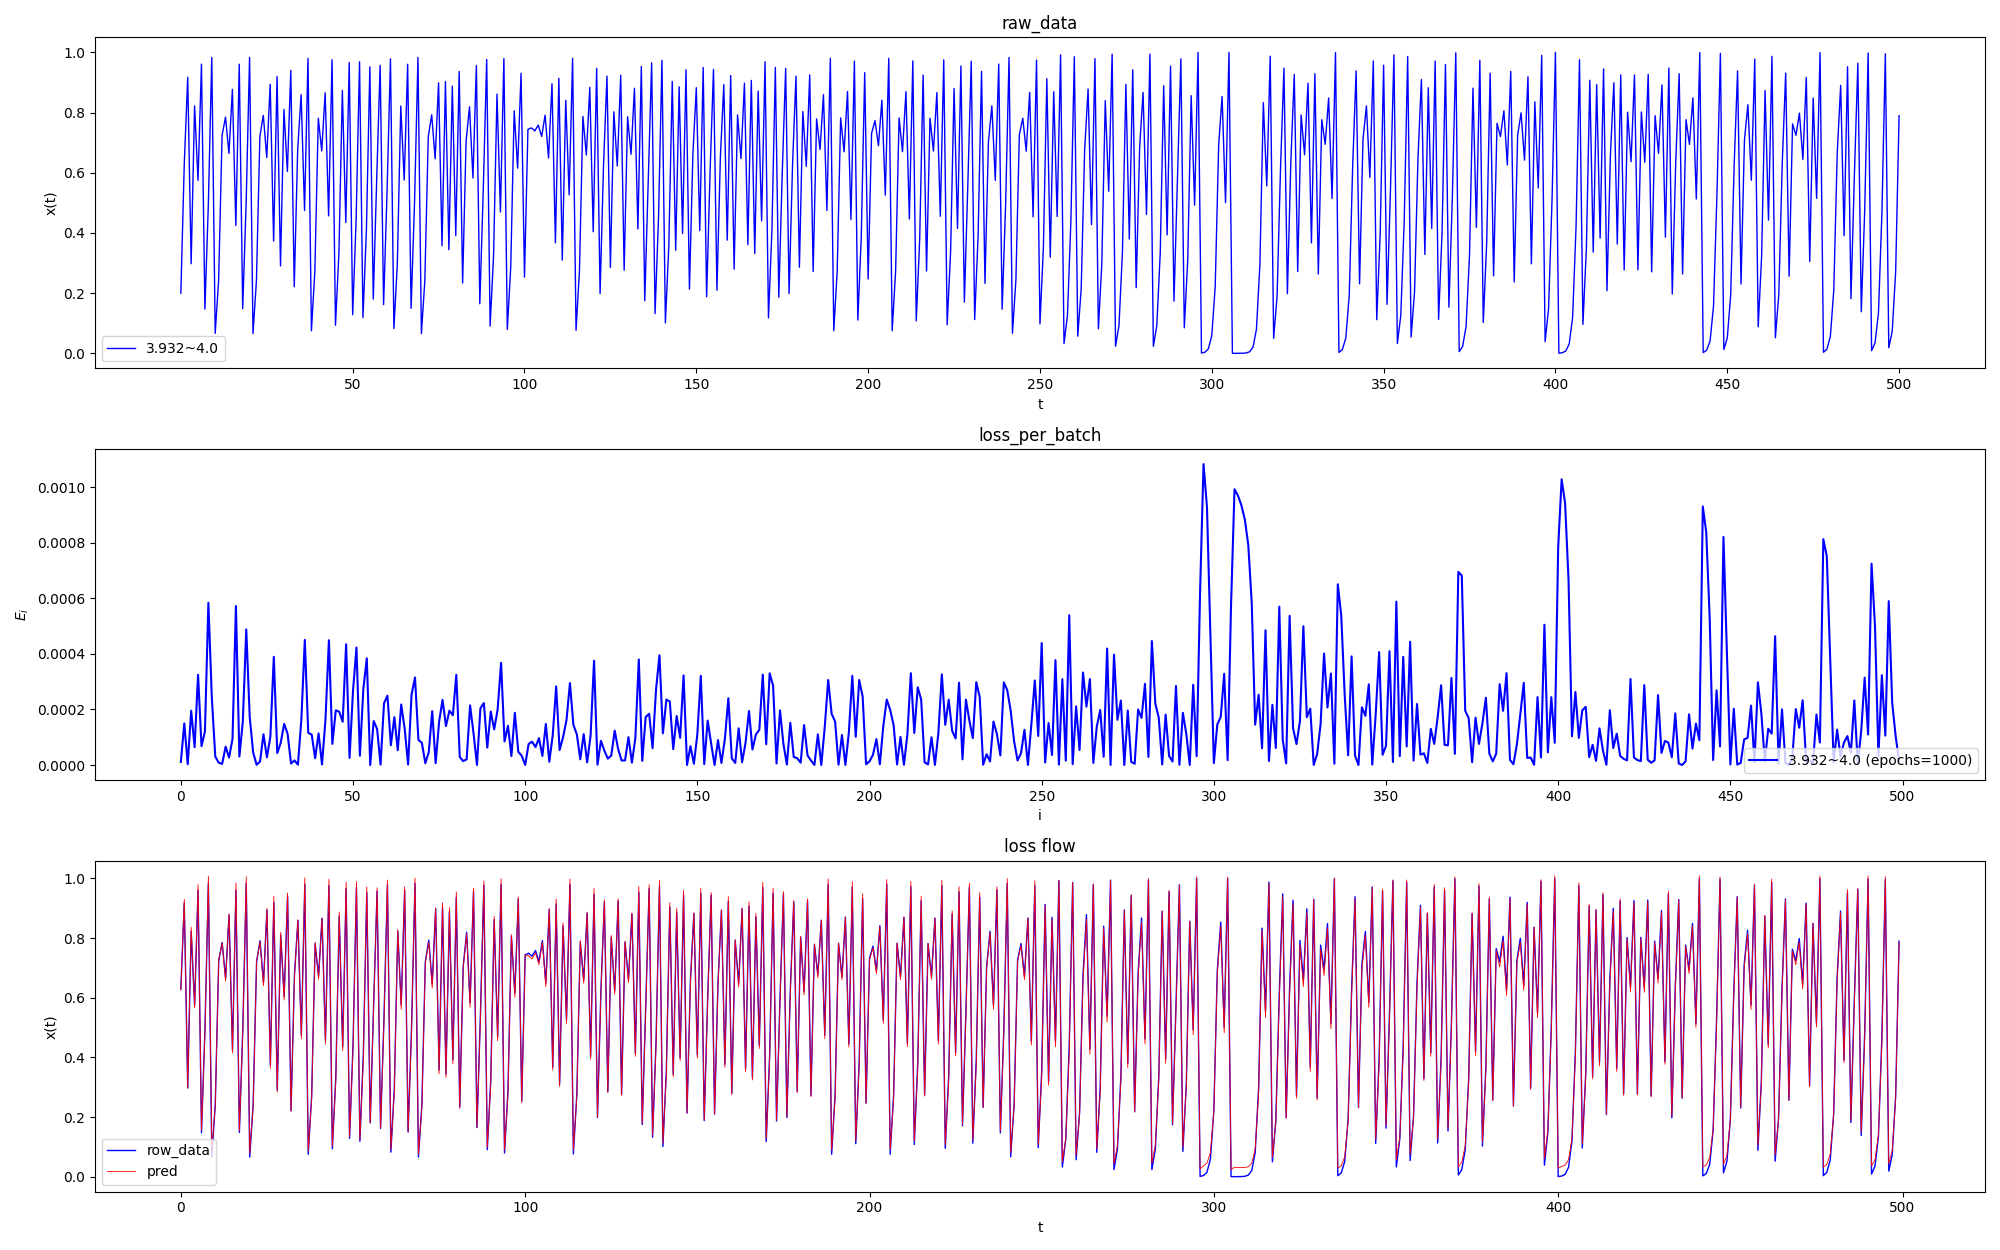 raw_data
1.0
0.8
0.6
0.4
0.2
0.0
x(t)
3.932~4.0
50 100 150 200 250 300 350 400 450 500
t
loss_per_batch
0.0010
0.0008
0.0006
0.0004
0.0002
0.0000
E_i
3.932~4.0 (epochs=1000)
0 50 100 150 200 250 300 350 400 450 500
i
loss flow
1.0
0.8
0.6
0.4
0.2
0.0
x(t)
row_data
pred
0 100 200 300 400 500
t